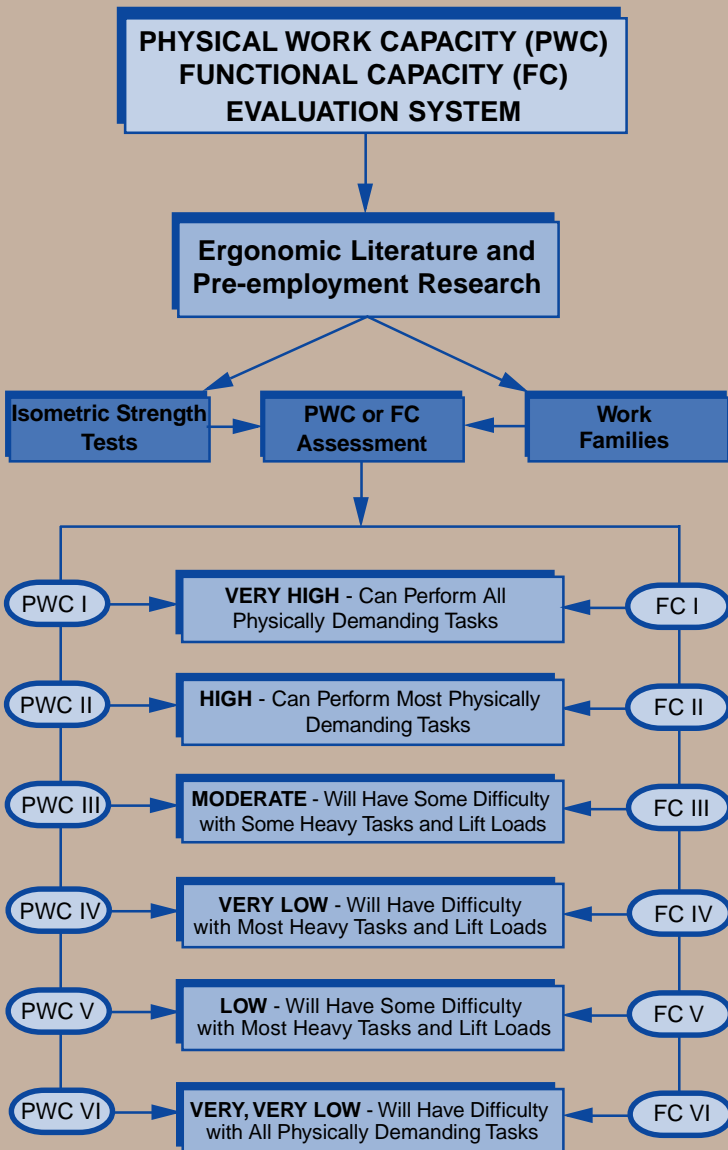 PHYSICAL WORK CAPACITY (PWC)
FUNCTIONAL CAPACITY (FC)
EVALUATION SYSTEM
Ergonomic Literature and
Pre-employment Research
Isometric Strength
Tests
PWC or FC
Assessment
Work
Families
PWC I
VERY HIGH - Can Perform All
Physically Demanding Tasks
FC I
PWC II
HIGH - Can Perform Most Physically
Demanding Tasks
FC II
PWC III
MODERATE - Will Have Some Difficulty
with Some Heavy Tasks and Lift Loads
FC III
PWC IV
VERY LOW - Will Have Difficulty
with Most Heavy Tasks and Lift Loads
FC IV
PWC V
LOW - Will Have Some Difficulty
with Most Heavy Tasks and Lift Loads
FC V
PWC VI
VERY, VERY LOW - Will Have Difficulty
with All Physically Demanding Tasks
FC VI